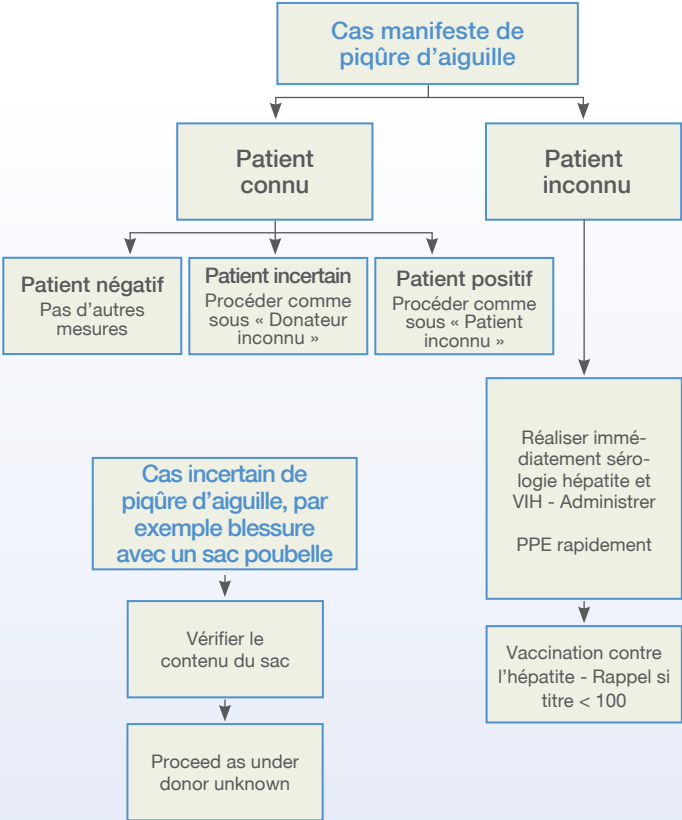 Cas manifeste de
piqûre d’aiguille
Patient
connu
Patient
inconnu
Patient négatif
Pas d’autres
mesures
Patient incertain
Procéder comme
sous « Donateur
inconnu »
Patient positif
Procéder comme
sous « Patient
inconnu »
Réaliser immé-
diatement séro-
logie hépatite et
VIH - Administrer
PPE rapidement
Vaccination contre
l’hépatite - Rappel si
titre < 100
Cas incertain de
piqûre d’aiguille, par
exemple blessure
avec un sac poubelle
Vérifier le
contenu du sac
Proceed as under
donor unknown